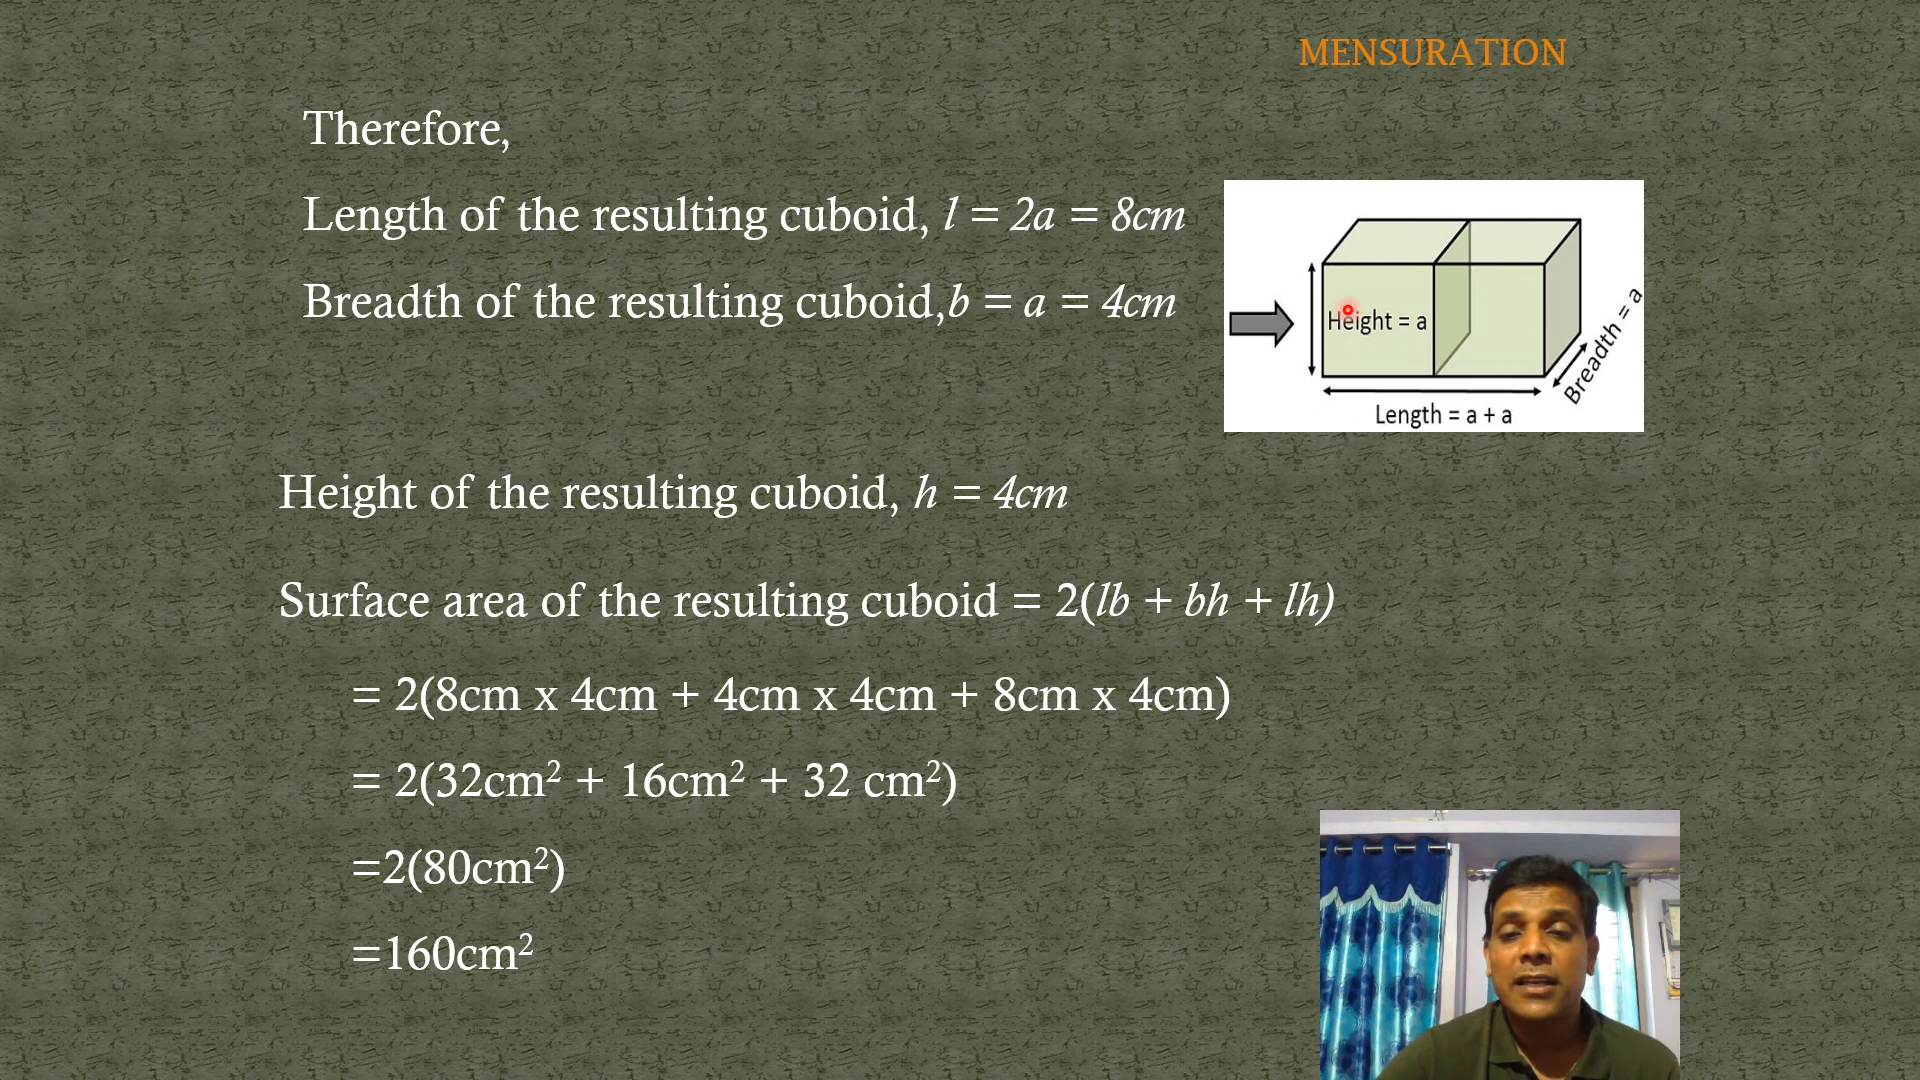 MENSURATION
Therefore,
Length of the resulting cuboid, l = 2a = 8cm
Breadth of the resulting cuboid,b = a = 4cm
Height = a
Breadth = a
Length = a + a
Height of the resulting cuboid, h = 4cm
Surface area of the resulting cuboid = 2(lb + bh + lh)
= 2(8cm x 4cm + 4cm x 4cm + 8cm x 4cm)
= 2(32cm² + 16cm² + 32 cm²)
=2(80cm²)
=160cm²